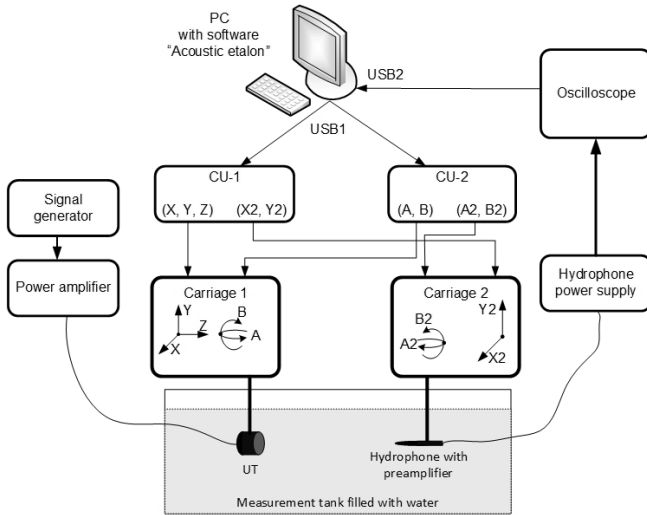 PC
with software
“Acoustic etalon”
USB2
Oscilloscope
USB1
CU-1
(X, Y, Z) (X2, Y2)
CU-2
(A, B) (A2, B2)
Signal
generator
Power amplifier
Carriage 1
Y
Z
X
B
A
Carriage 2
B2
A2
Y2
X2
Hydrophone
power supply
UT
Hydrophone with
preamplifier
Measurement tank filled with water